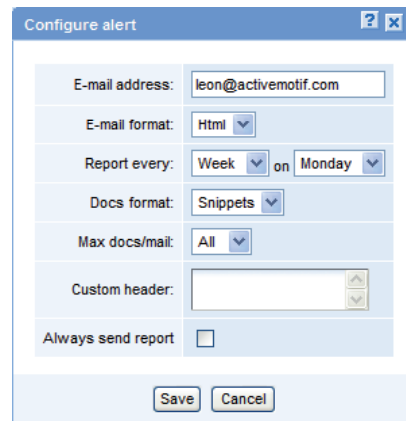 Configure alert ?
E-mail address: leon@activemotif.com
E-mail format: Html
Report every: Week on Monday
Docs format: Snippets
Max docs/mail: All
Custom header:
Always send report
Save Cancel